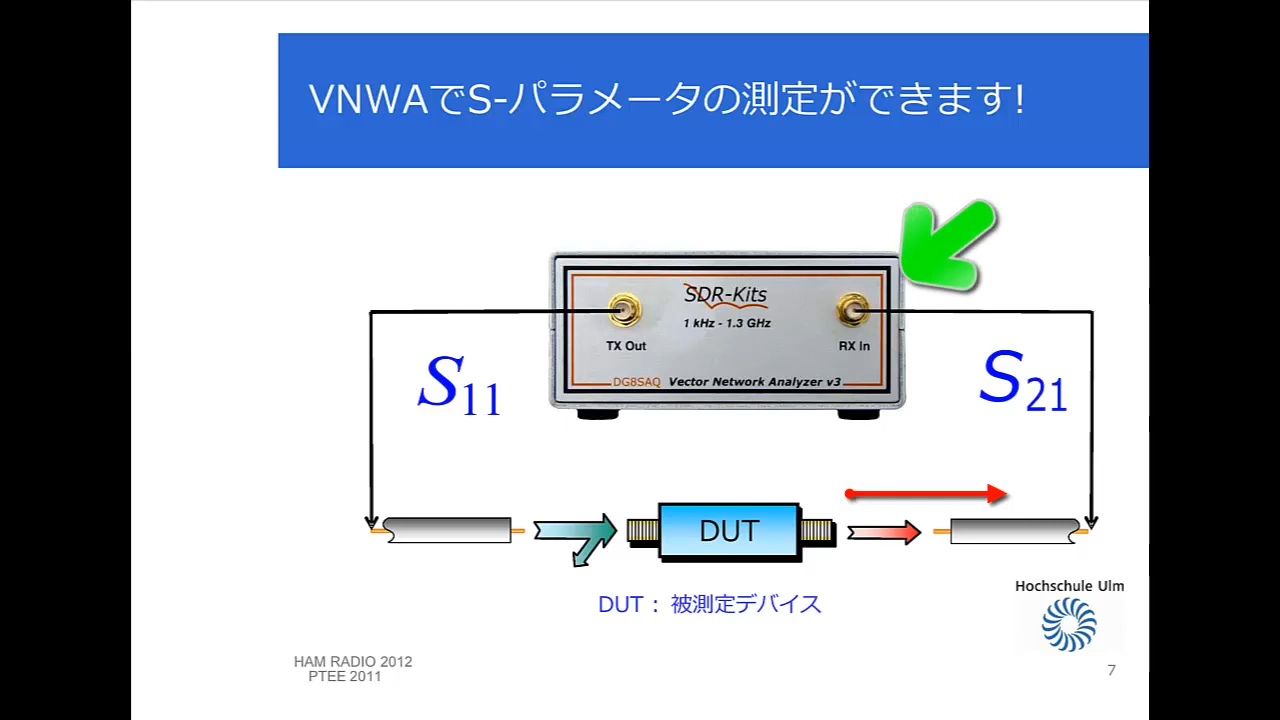 VNWAでS-パラメータの測定ができます!
SDR-Kits
1 kHz - 1.3 GHz
TX Out
RX In
DG8SAQ Vector Network Analyzer v3
S11
S21
DUT
DUT : 被測定デバイス
Hochschule Ulm
HAM RADIO 2012
PTEE 2011
7